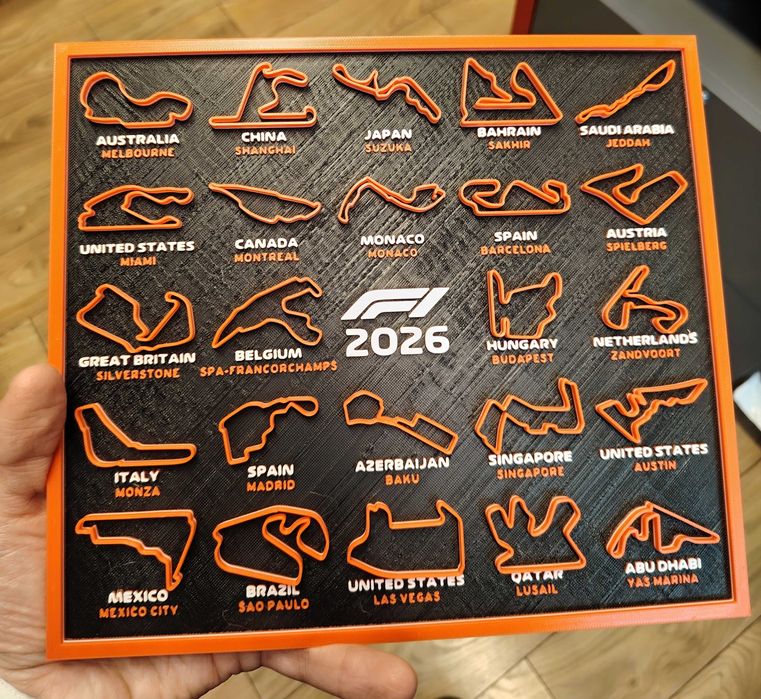 AUSTRALIA
MELBOURNE
CHINA
SHANGHAI
JAPAN
SUZUKA
BAHRAIN
SAKHIR
SAUDI ARABIA
JEDDAH
UNITED STATES
MIAMI
CANADA
MONTREAL
MONACO
MONACO
SPAIN
BARCELONA
AUSTRIA
SPIELBERG
GREAT BRITAIN
SILVERSTONE
BELGIUM
SPA-FRANCORCHAMPS
F1
2026
HUNGARY
BUDAPEST
NETHERLANDS
ZANDVOORT
ITALY
MONZA
SPAIN
MADRID
AZERBAIJAN
BAKU
SINGAPORE
SINGAPORE
UNITED STATES
AUSTIN
MEXICO
MEXICO CITY
BRAZIL
SAO PAULO
UNITED STATES
LAS VEGAS
QATAR
LUSAIL
ABU DHABI
YAS MARINA